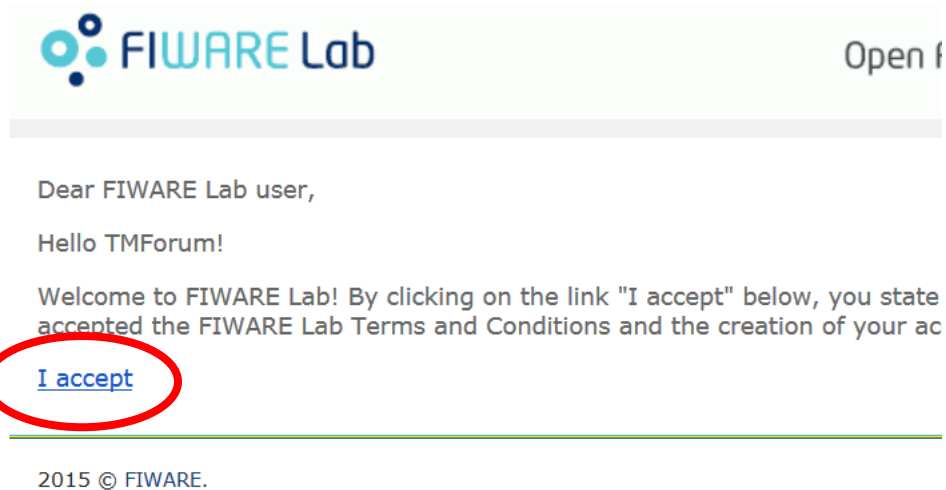 FIWARE Lab
Open
Dear FIWARE Lab user,
Hello TMForum!
Welcome to FIWARE Lab! By clicking on the link "I accept" below, you state
accepted the FIWARE Lab Terms and Conditions and the creation of your ac
I accept
2015 © FIWARE.